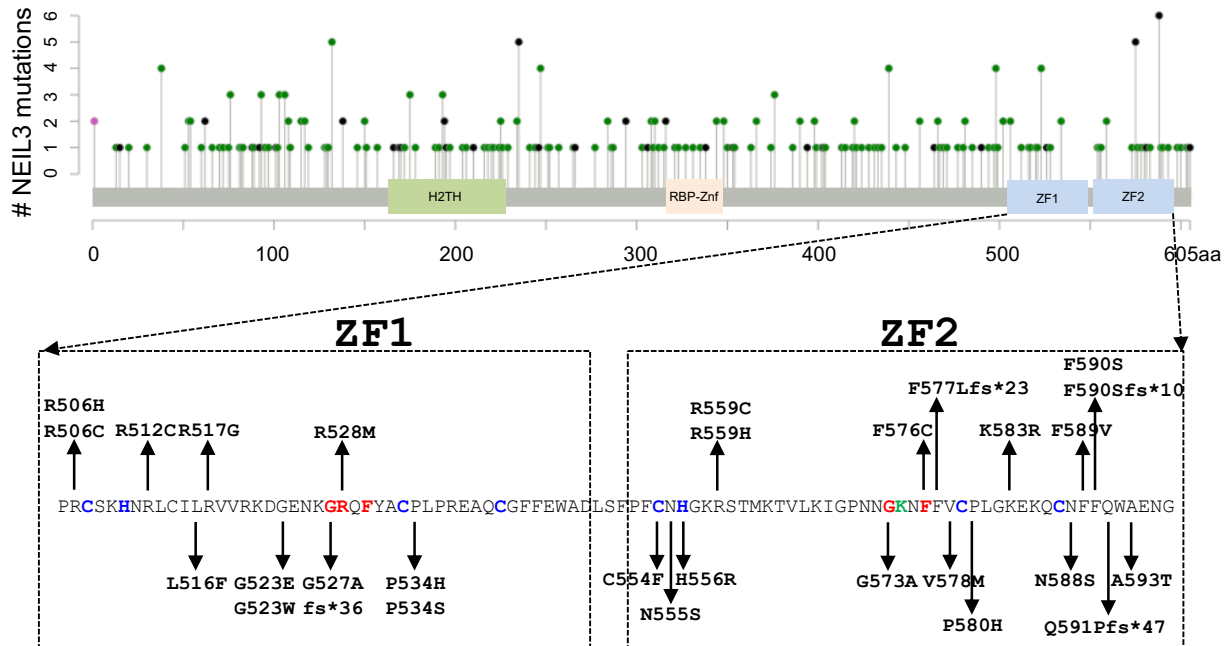 # NEIL3 mutations
6
5
4
3
2
1
0
H2TH
RBP-Znf
ZF1
ZF2
0
100
200
300
400
500
605aa
ZF1
ZF2
R506H
R506C
R512C
R517G
R528M
R559C
R559H
F576C
F577Lfs*23
K583R
F589V
F590S
F590Sfs*10
PRCSKHNRLCILRVVRKDGENKGRQFYACPLPREAQCGFFEWADLSFPFCNHGKRSTMKTVLKIGPNNGKNFFVCPLGKEKQCNFFQWAENG
L516F
G523E
G523W
G527A
fs*36
P534H
P534S
C554F
N555S
H556R
G573A
V578M
P580H
N588S
Q591Pfs*47
A593T